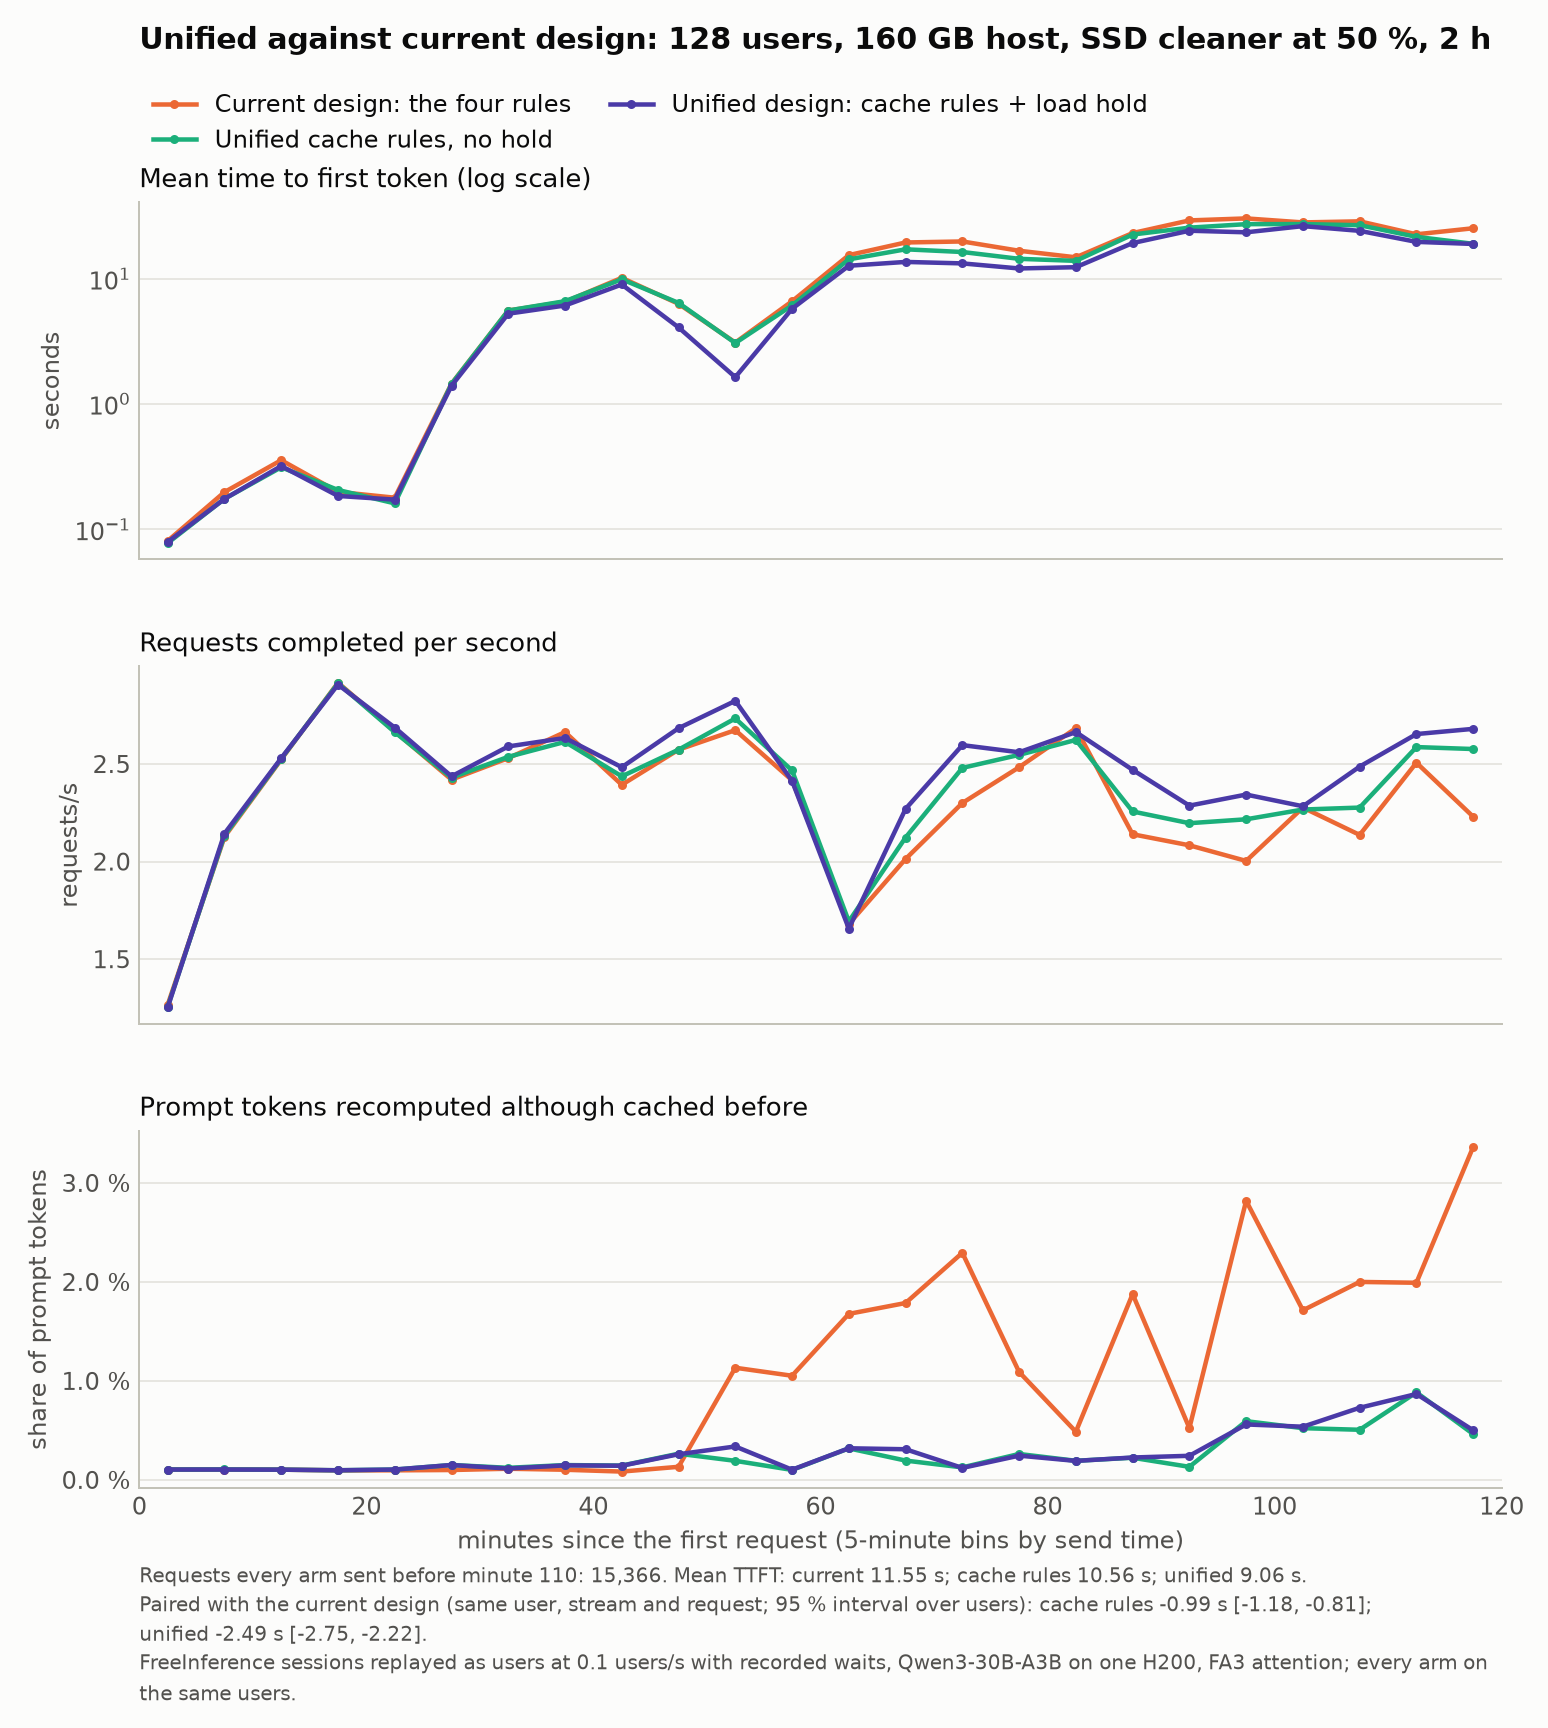 Unified against current design: 128 users, 160 GB host, SSD cleaner at 50 %, 2 h
Current design: the four rules
Unified design: cache rules + load hold
Unified cache rules, no hold
Mean time to first token (log scale)
seconds
10¹
10⁰
10⁻¹
Requests completed per second
requests/s
2.5
2.0
1.5
Prompt tokens recomputed although cached before
share of prompt tokens
3.0 %
2.0 %
1.0 %
0.0 %
0 20 40 60 80 100 120
minutes since the first request (5-minute bins by send time)
Requests every arm sent before minute 110: 15,366. Mean TTFT: current 11.55 s; cache rules 10.56 s; unified 9.06 s.
Paired with the current design (same user, stream and request; 95 % interval over users): cache rules -0.99 s [-1.18, -0.81];
unified -2.49 s [-2.75, -2.22].
FreeInference sessions replayed as users at 0.1 users/s with recorded waits, Qwen3-30B-A3B on one H200, FA3 attention; every arm on
the same users.